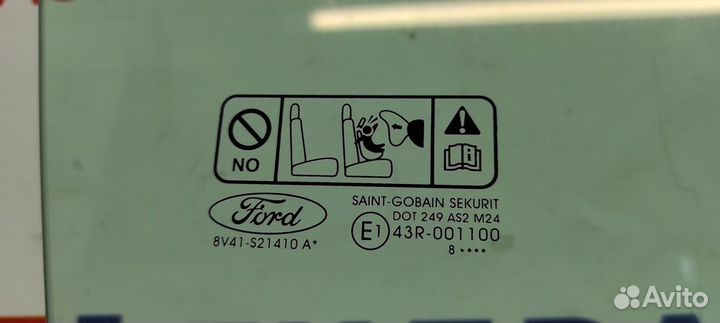 NO
Ford
8V41-S21410 A*
SAINT-GOBAIN SEKURIT
DOT 249 AS2 M24
E1 43R-001100
8 ••••
Avito